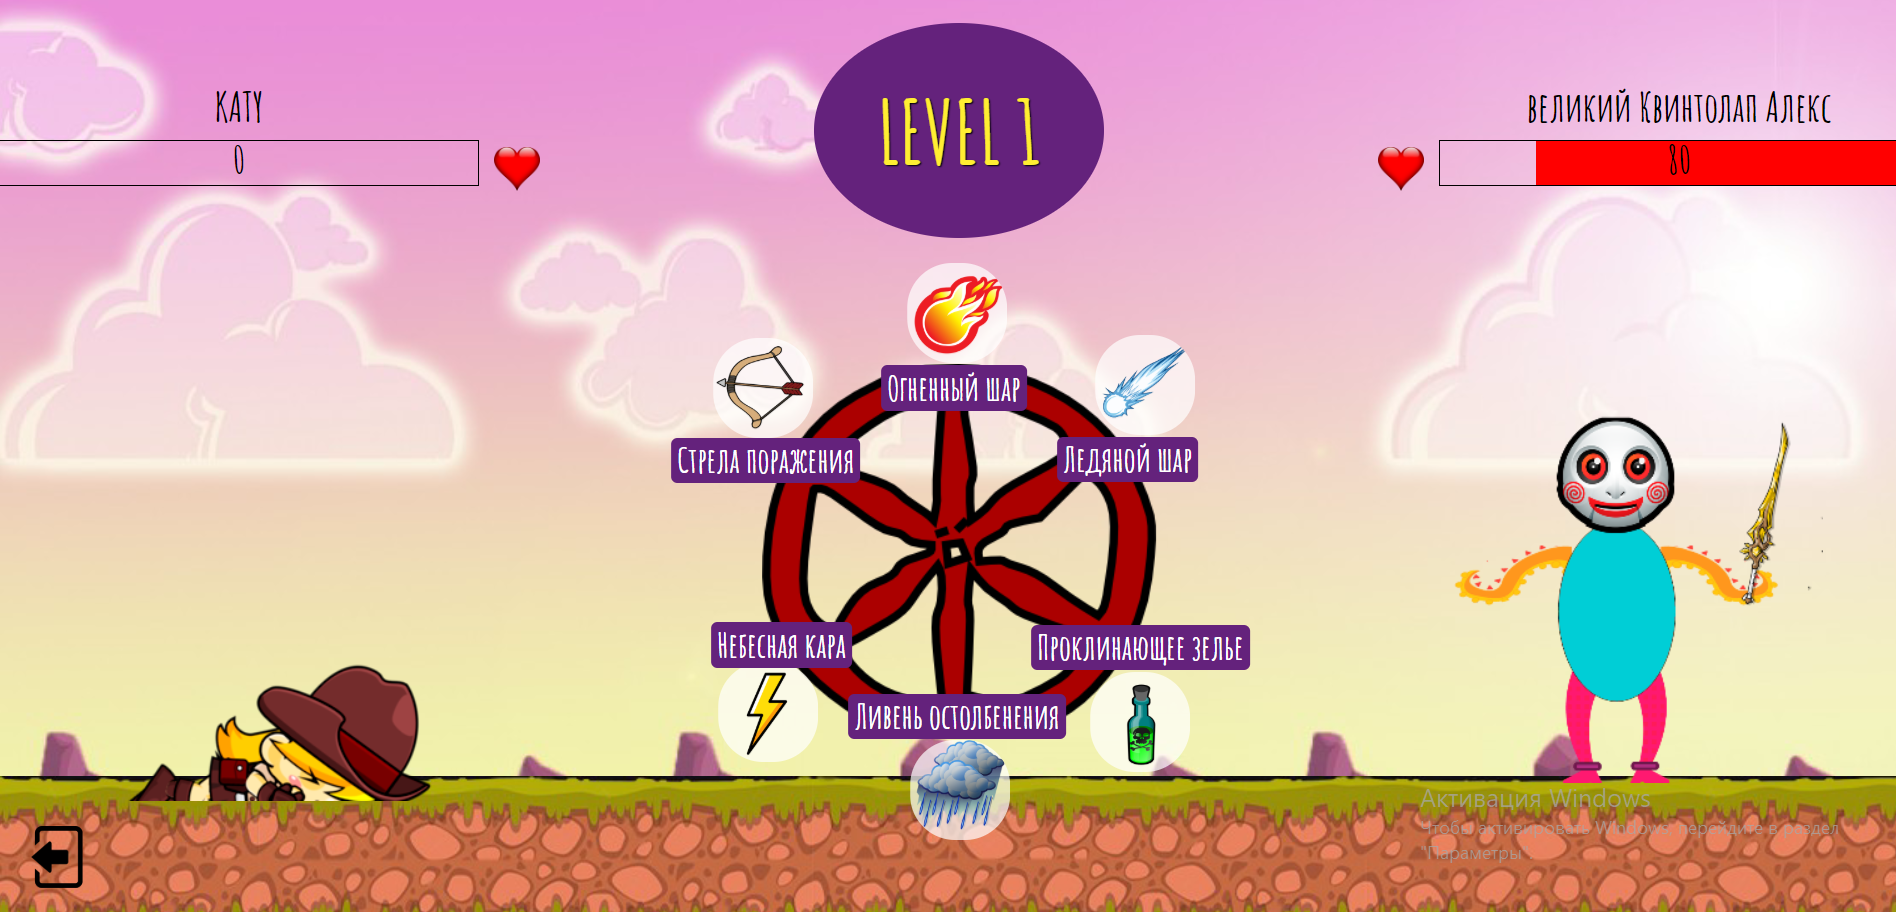 LEVEL 1
KATY
0
великий Квинтолап Алекс
80
Огненный шар
Стрела поражения
Ледяной шар
Небесная кара
Проклинающее зелье
Ливень остолбенения
Активация Windows
Чтобы активировать Windows, перейдите в раздел
"Параметры".